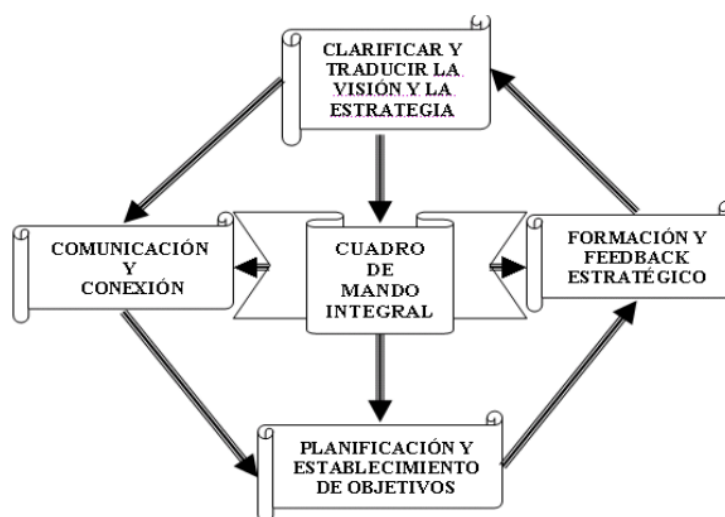 CLARIFICAR Y
TRADUCIR LA
VISIÓN Y LA
ESTRATEGIA
COMUNICACIÓN
Y
CONEXIÓN
CUADRO
DE
MANDO
INTEGRAL
FORMACIÓN Y
FEEDBACK
ESTRATÉGICO
PLANIFICACIÓN Y
ESTABLECIMIENTO
DE OBJETIVOS